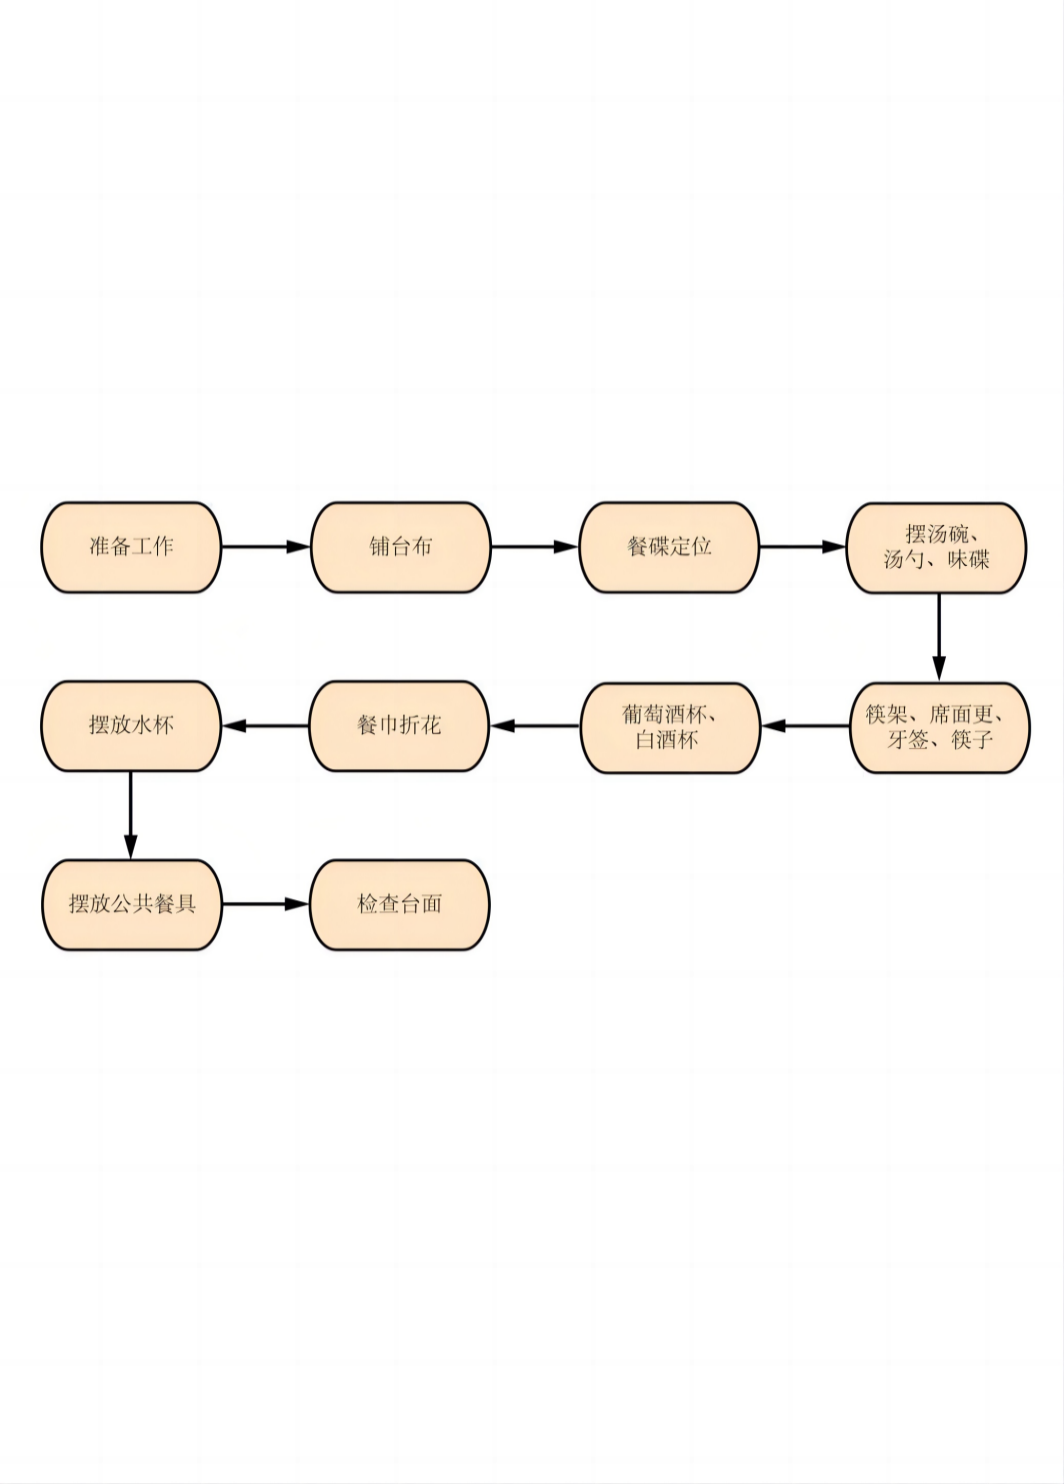 准备工作
铺台布
餐碟定位
摆汤碗、
汤勺、味碟
筷架、席面更、
牙签、筷子
葡萄酒杯、
白酒杯
餐巾折花
摆放水杯
摆放公共餐具
检查台面